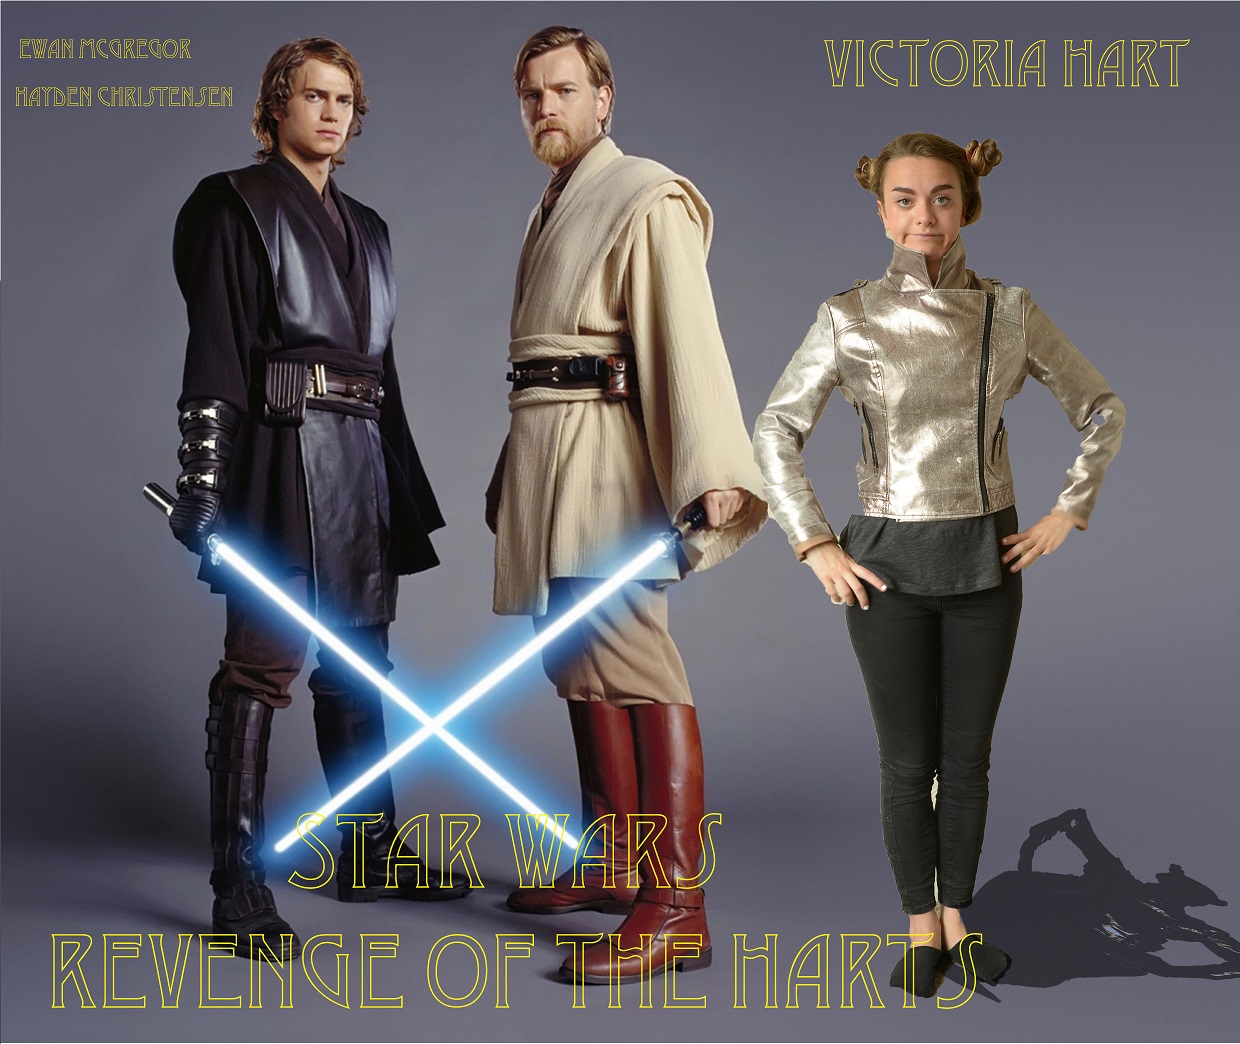 EWAN MCGREGOR
HAYDEN CHRISTENSEN
VICTORIA HART
STAR WARS
REVENGE OF THE HARTS